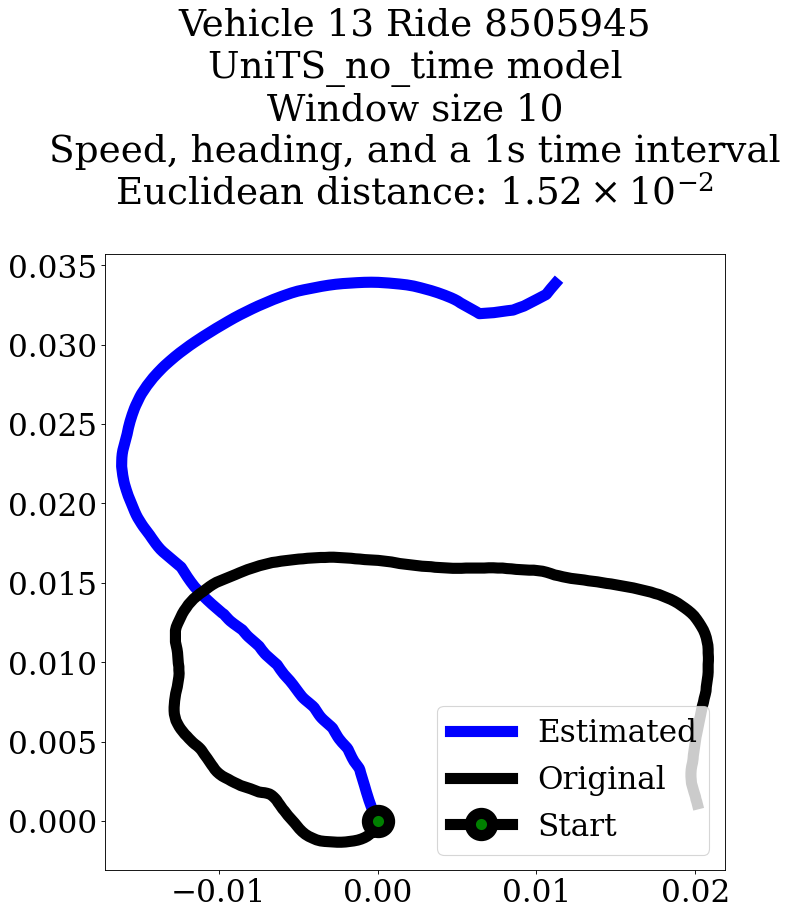 Vehicle 13 Ride 8505945
UniTS_no_time model
Window size 10
Speed, heading, and a 1s time interval
Euclidean distance: 1.52 × 10⁻²
0.035
0.030
0.025
0.020
0.015
0.010
0.005
0.000
Estimated
Original
Start
−0.01
0.00
0.01
0.02